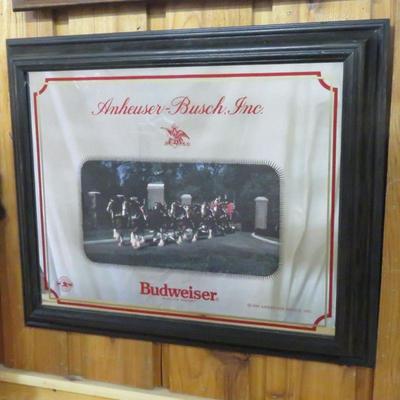 Anheuser-Busch, Inc.
Budweiser